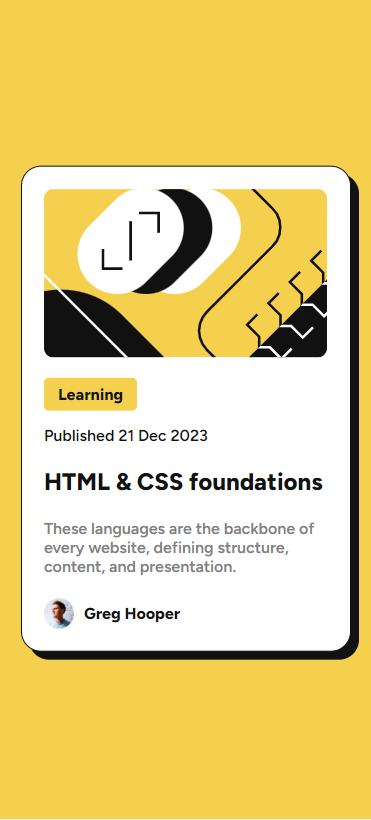 Learning
Published 21 Dec 2023
HTML & CSS foundations
These languages are the backbone of
every website, defining structure,
content, and presentation.
Greg Hooper